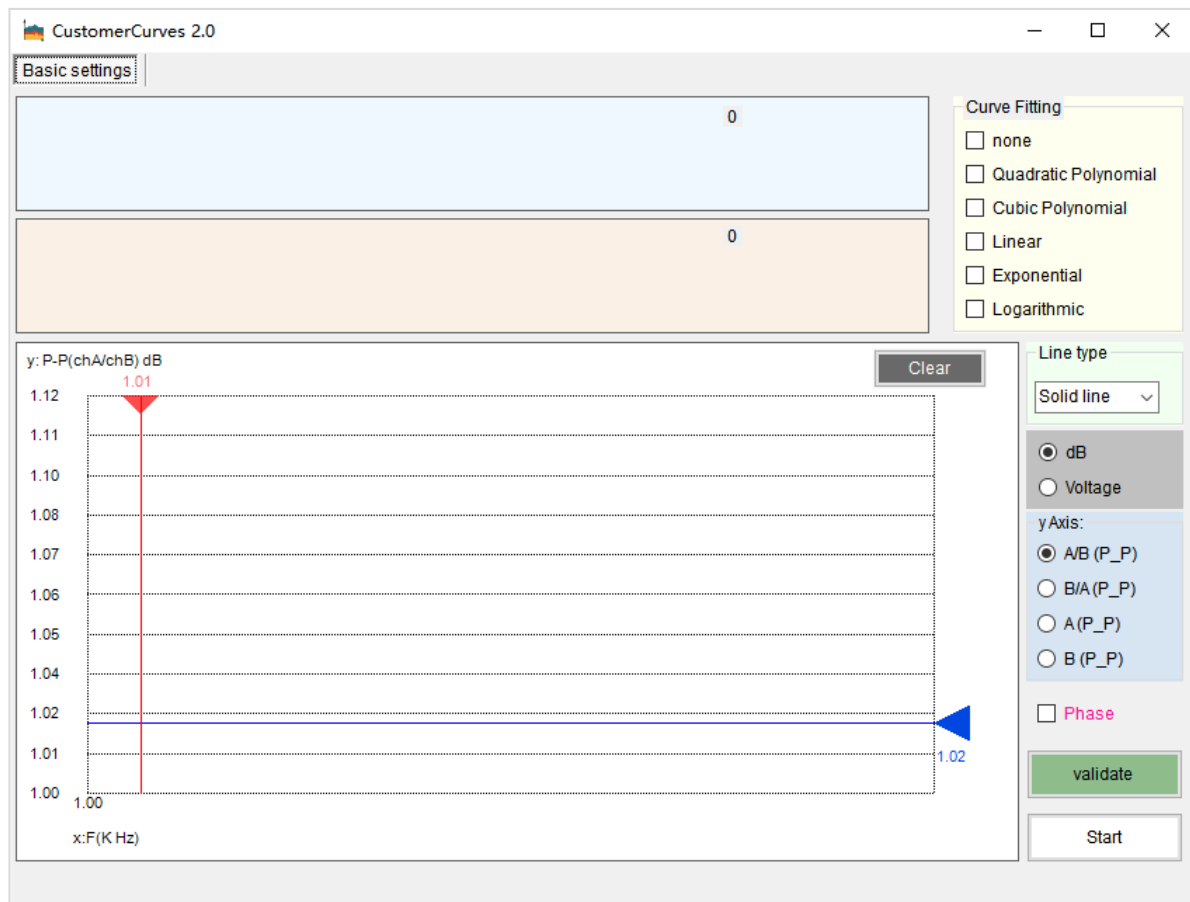 CustomerCurves 2.0
Basic settings
0
0
Curve Fitting
none
Quadratic Polynomial
Cubic Polynomial
Linear
Exponential
Logarithmic
y: P-P(chA/chB) dB
Clear
1.01
1.12
1.11
1.10
1.08
1.07
1.06
1.05
1.04
1.02
1.01
1.00
1.00
1.02
x:F(K Hz)
Line type
Solid line
dB
Voltage
y Axis:
A/B (P_P)
B/A (P_P)
A (P_P)
B (P_P)
Phase
validate
Start